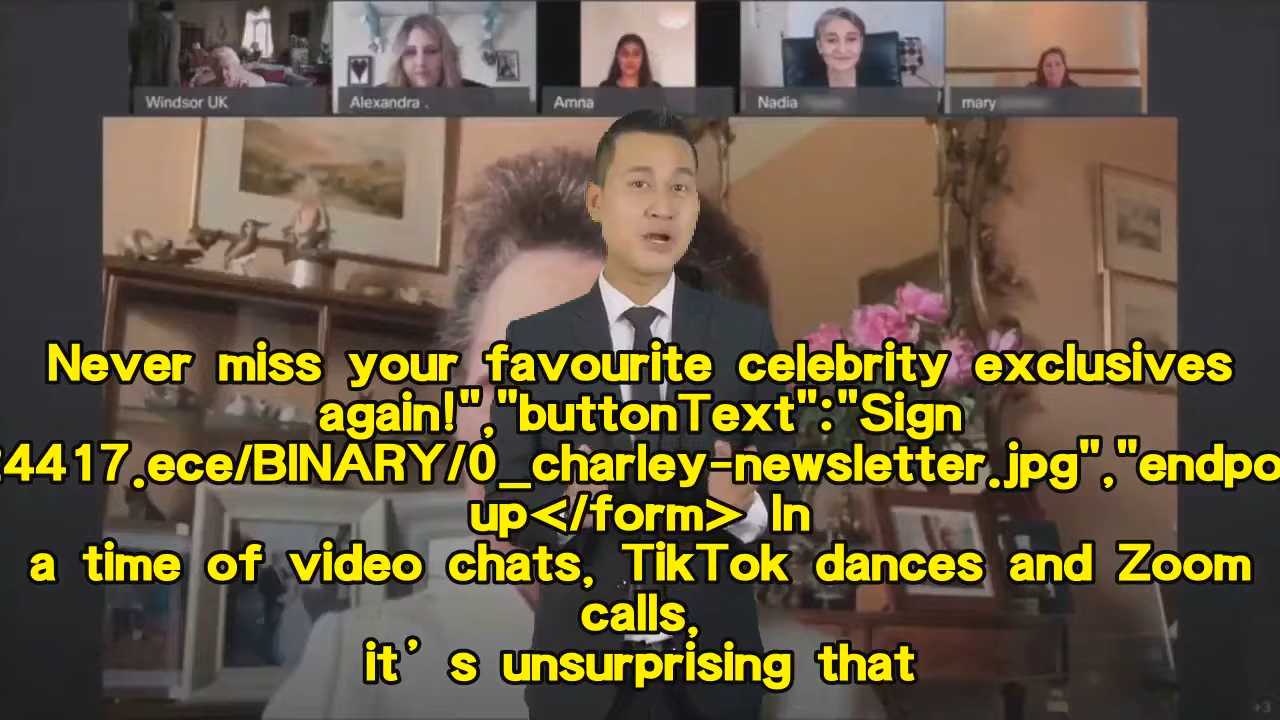 Windsor UK
Alexandra .
Amna
Nadia
mary
Never miss your favourite celebrity exclusives
again!","buttonText":"Sign
24417.ece/BINARY/0_charley-newsletter.jpg","endpo
up</form> In
a time of video chats, TikTok dances and Zoom
calls,
it’s unsurprising that
+3